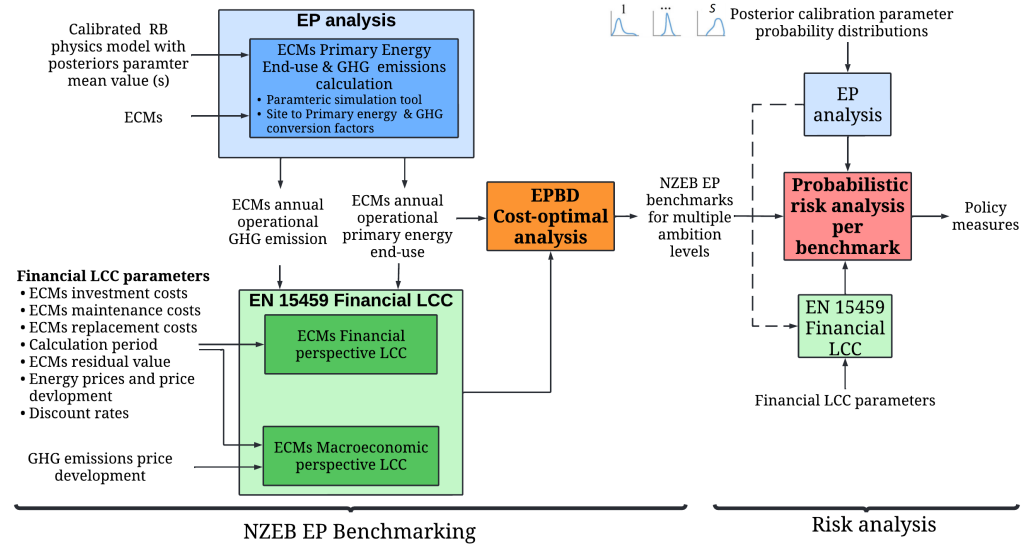 Calibrated RB
physics model with
posteriors paramter
mean value (s)
ECMs
EP analysis
ECMs Primary Energy
End-use & GHG emissions
calculation
• Paramteric simulation tool
• Site to Primary energy & GHG
conversion factors
ECMs annual
operational
GHG emission
ECMs annual
operational
primary energy
end-use
Financial LCC parameters
• ECMs investment costs
• ECMs maintenance costs
• ECMs replacement costs
• Calculation period
• ECMs residual value
• Energy prices and price
devlopment
• Discount rates
GHG emissions price
development
EN 15459 Financial LCC
ECMs Financial
perspective LCC
ECMs Macroeconomic
perspective LCC
EPBD
Cost-optimal
analysis
NZEB EP
benchmarks
for multiple
ambition
levels
1 ... S
Posterior calibration parameter
probability distributions
EP
analysis
Probabilistic
risk analysis
per
benchmark
Policy
measures
EN 15459
Financial
LCC
Financial LCC parameters
NZEB EP Benchmarking
Risk analysis